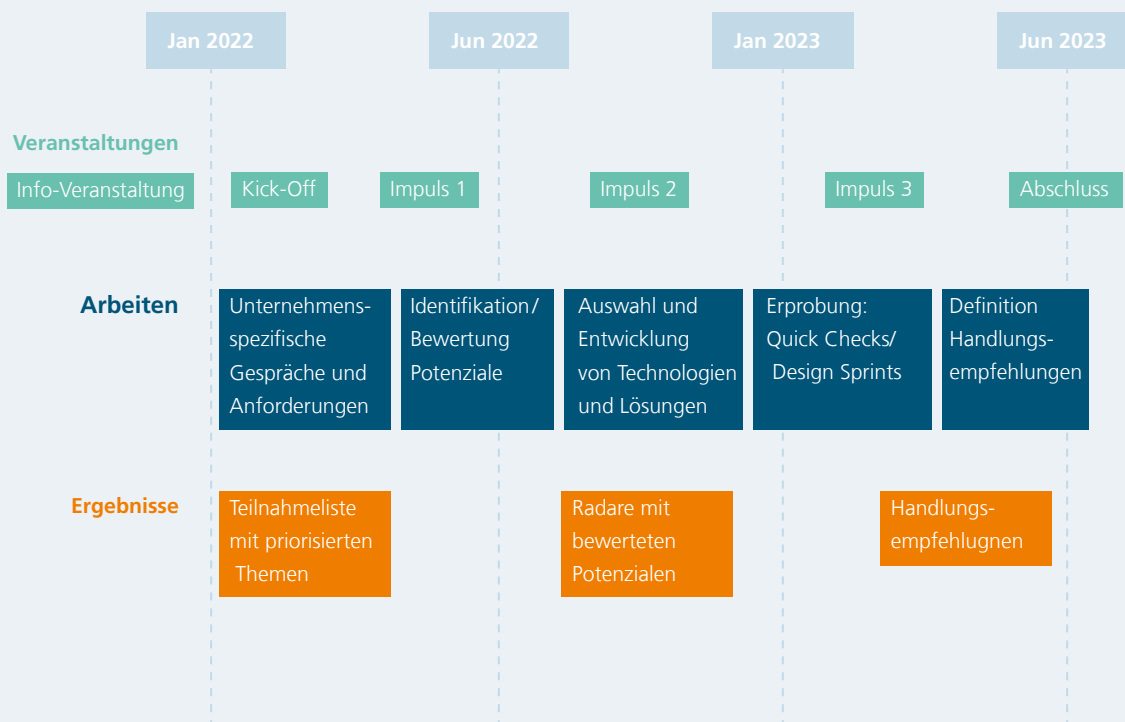 Jan 2022
Jun 2022
Jan 2023
Jun 2023
Veranstaltungen
Info-Veranstaltung
Kick-Off
Impuls 1
Impuls 2
Impuls 3
Abschluss
Arbeiten
Unternehmens-
spezifische
Gespräche und
Anforderungen
Identifikation/
Bewertung
Potenziale
Auswahl und
Entwicklung
von Technologien
und Lösungen
Erprobung:
Quick Checks/
Design Sprints
Definition
Handlungs-
empfehlungen
Ergebnisse
Teilnahmeliste
mit priorisierten
Themen
Radare mit
bewerteten
Potenzialen
Handlungs-
empfehlugnen